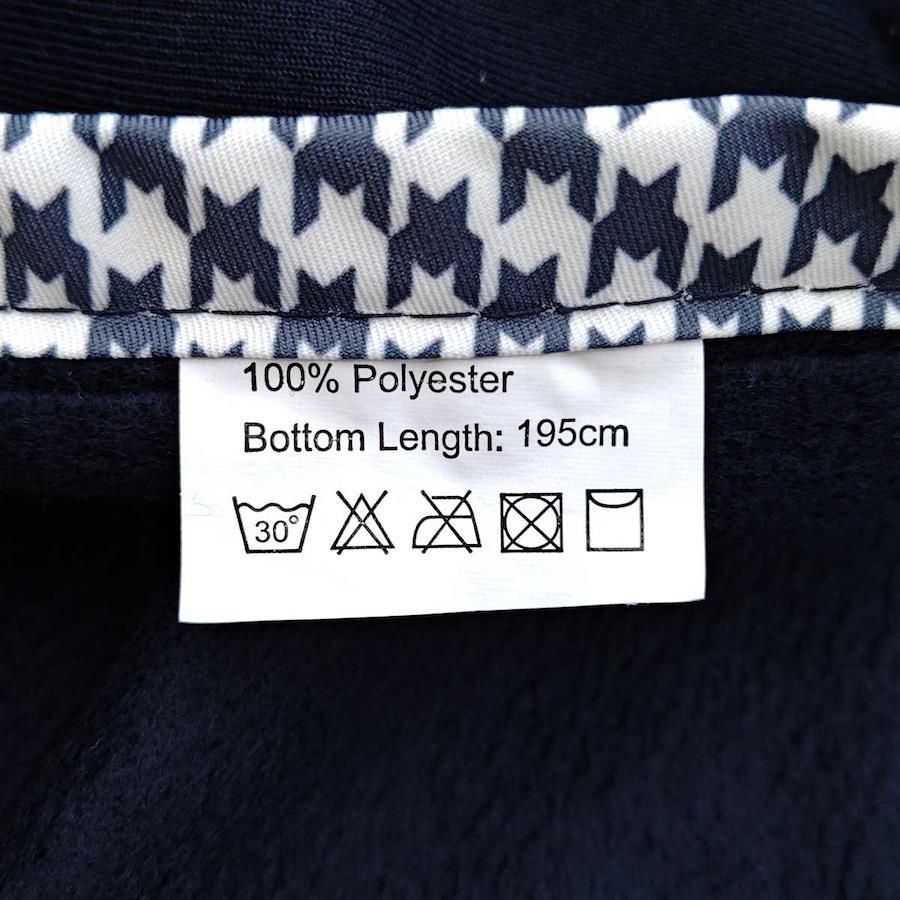 100% Polyester
Bottom Length: 195cm
30°